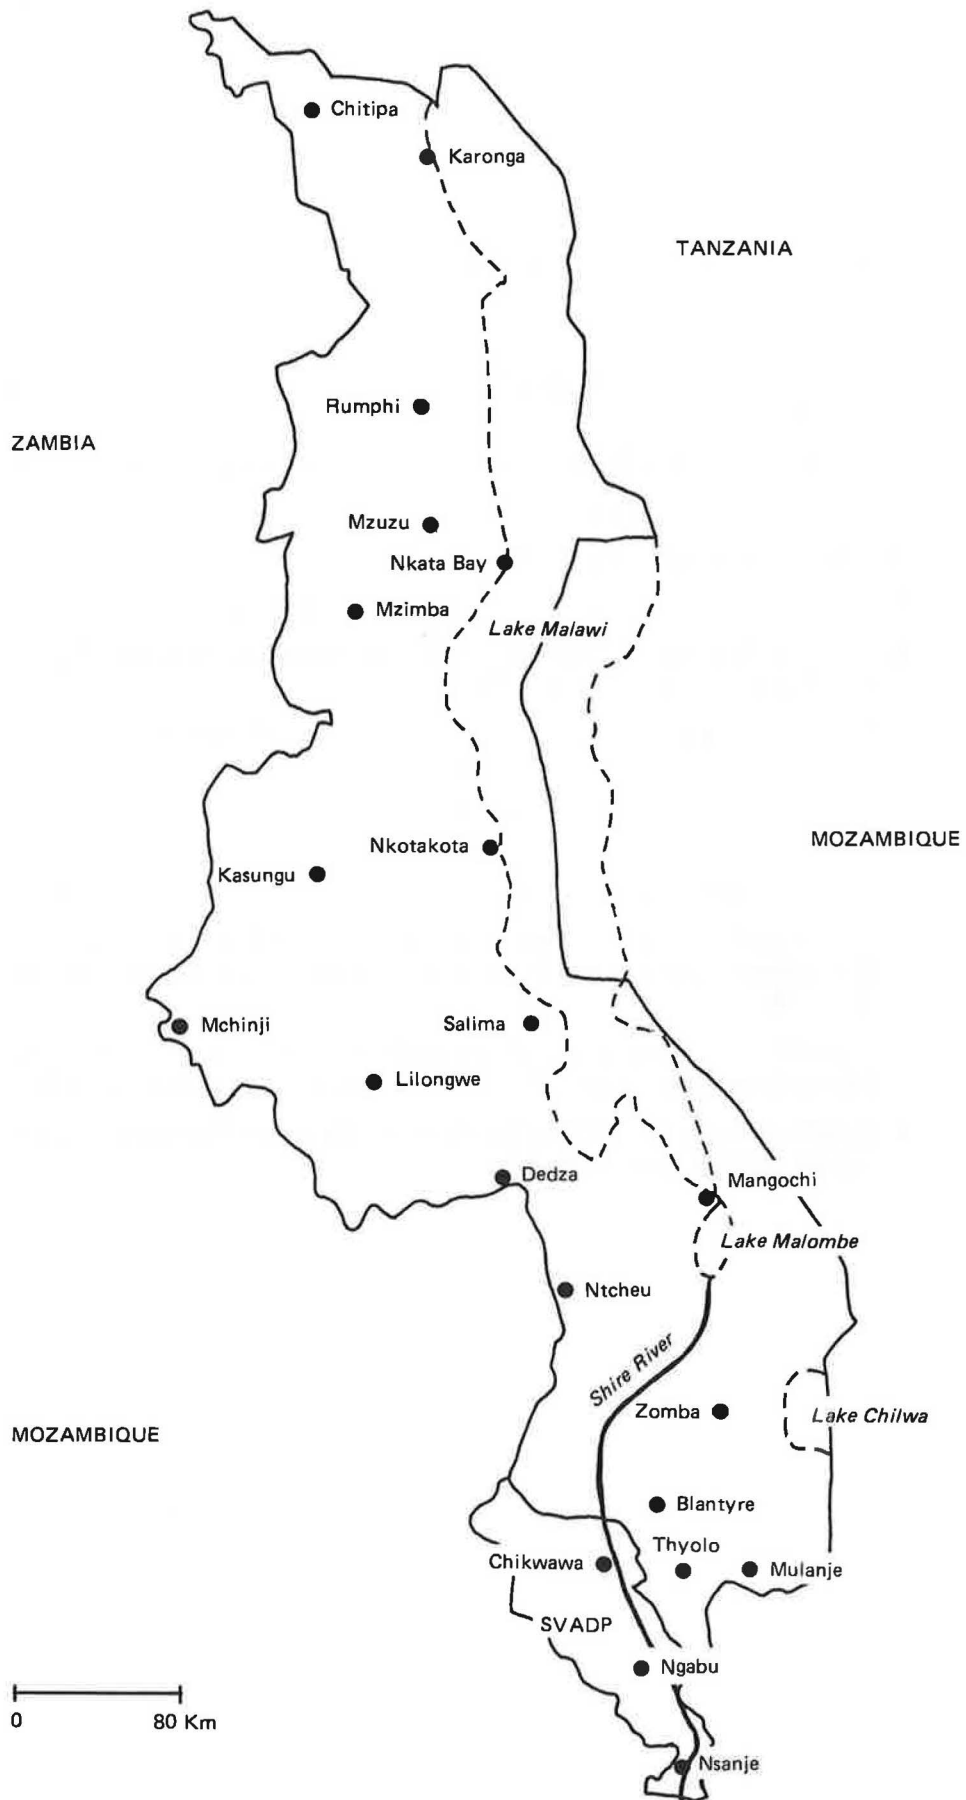 Chitipa
Karonga
TANZANIA
Rumphi
ZAMBIA
Mzuzu
Nkata Bay
Mzimba
Lake Malawi
MOZAMBIQUE
Nkotakota
Kasungu
Mchinji
Salima
Lilongwe
Dedza
Mangochi
Lake Malombe
Ntcheu
Shire River
Zomba
Lake Chilwa
MOZAMBIQUE
Blantyre
Thyolo
Chikwawa
Mulanje
SVADP
Ngabu
0 80 Km
Nsanje